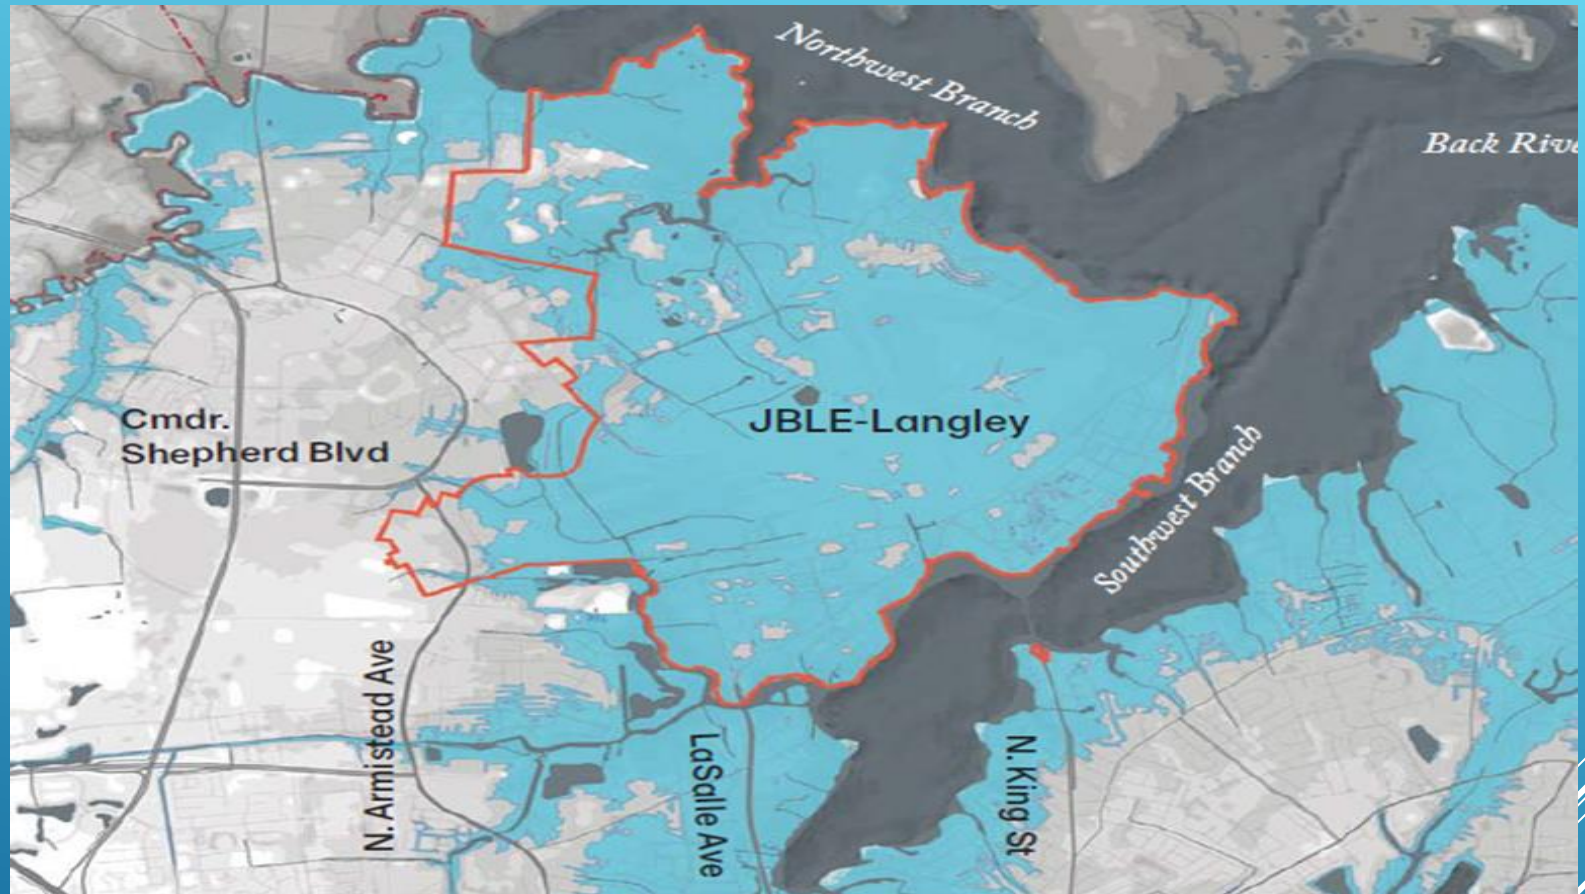 Northwest Branch
Back Rive
Cmdr.
Shepherd Blvd
JBLE-Langley
Southwest Branch
N. Armistead Ave
LaSalle Ave
N. King St